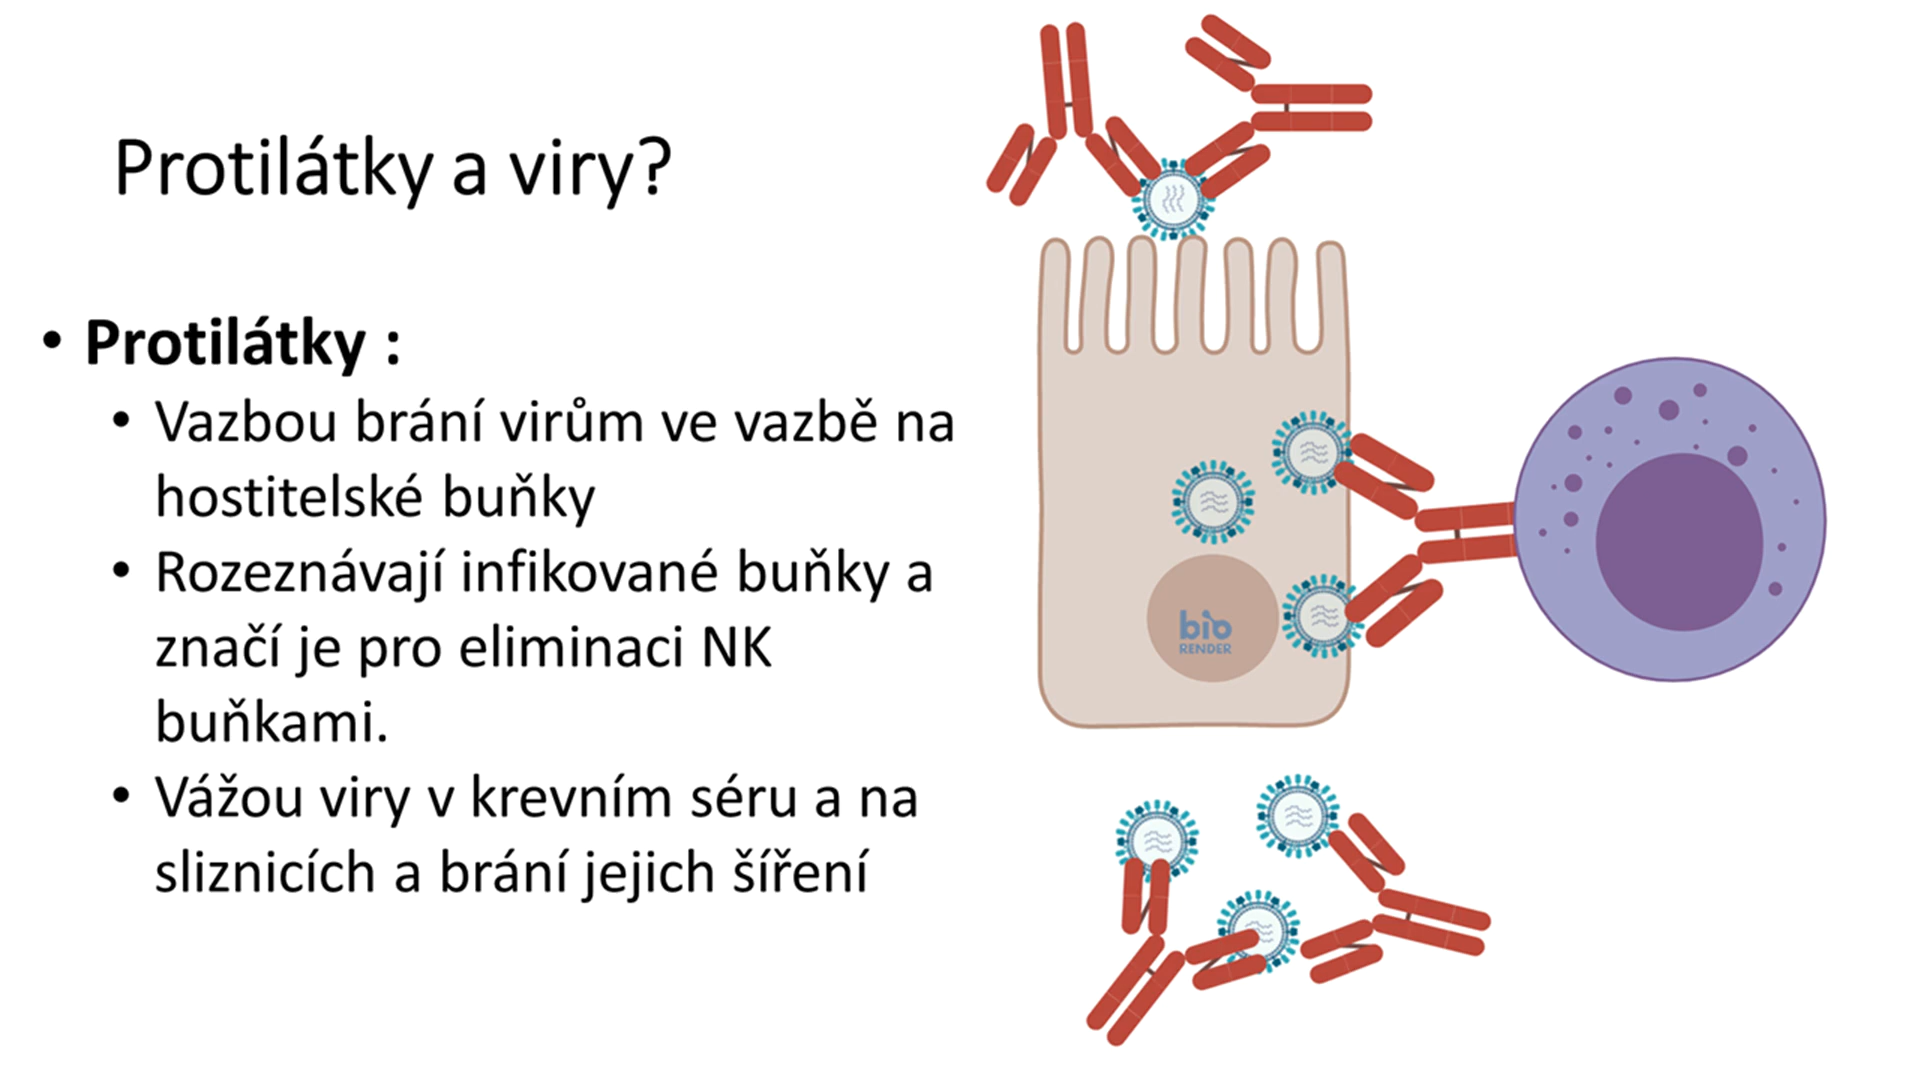 Protilátky a viry?
• Protilátky :
• Vazbou brání virům ve vazbě na
hostitelské buňky
• Rozeznávají infikované buňky a
značí je pro eliminaci NK
buňkami.
• Vážou viry v krevním séru a na
sliznicích a brání jejich šíření
bio
RENDER